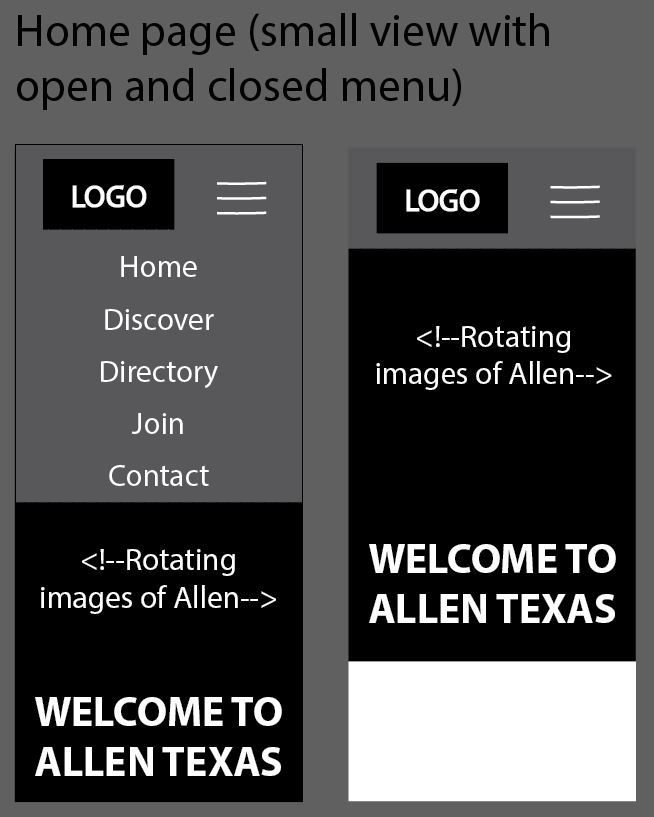 Home page (small view with
open and closed menu)
LOGO
Home
Discover
Directory
Join
Contact
<!--Rotating
images of Allen-->
WELCOME TO
ALLEN TEXAS
LOGO
<!--Rotating
images of Allen-->
WELCOME TO
ALLEN TEXAS